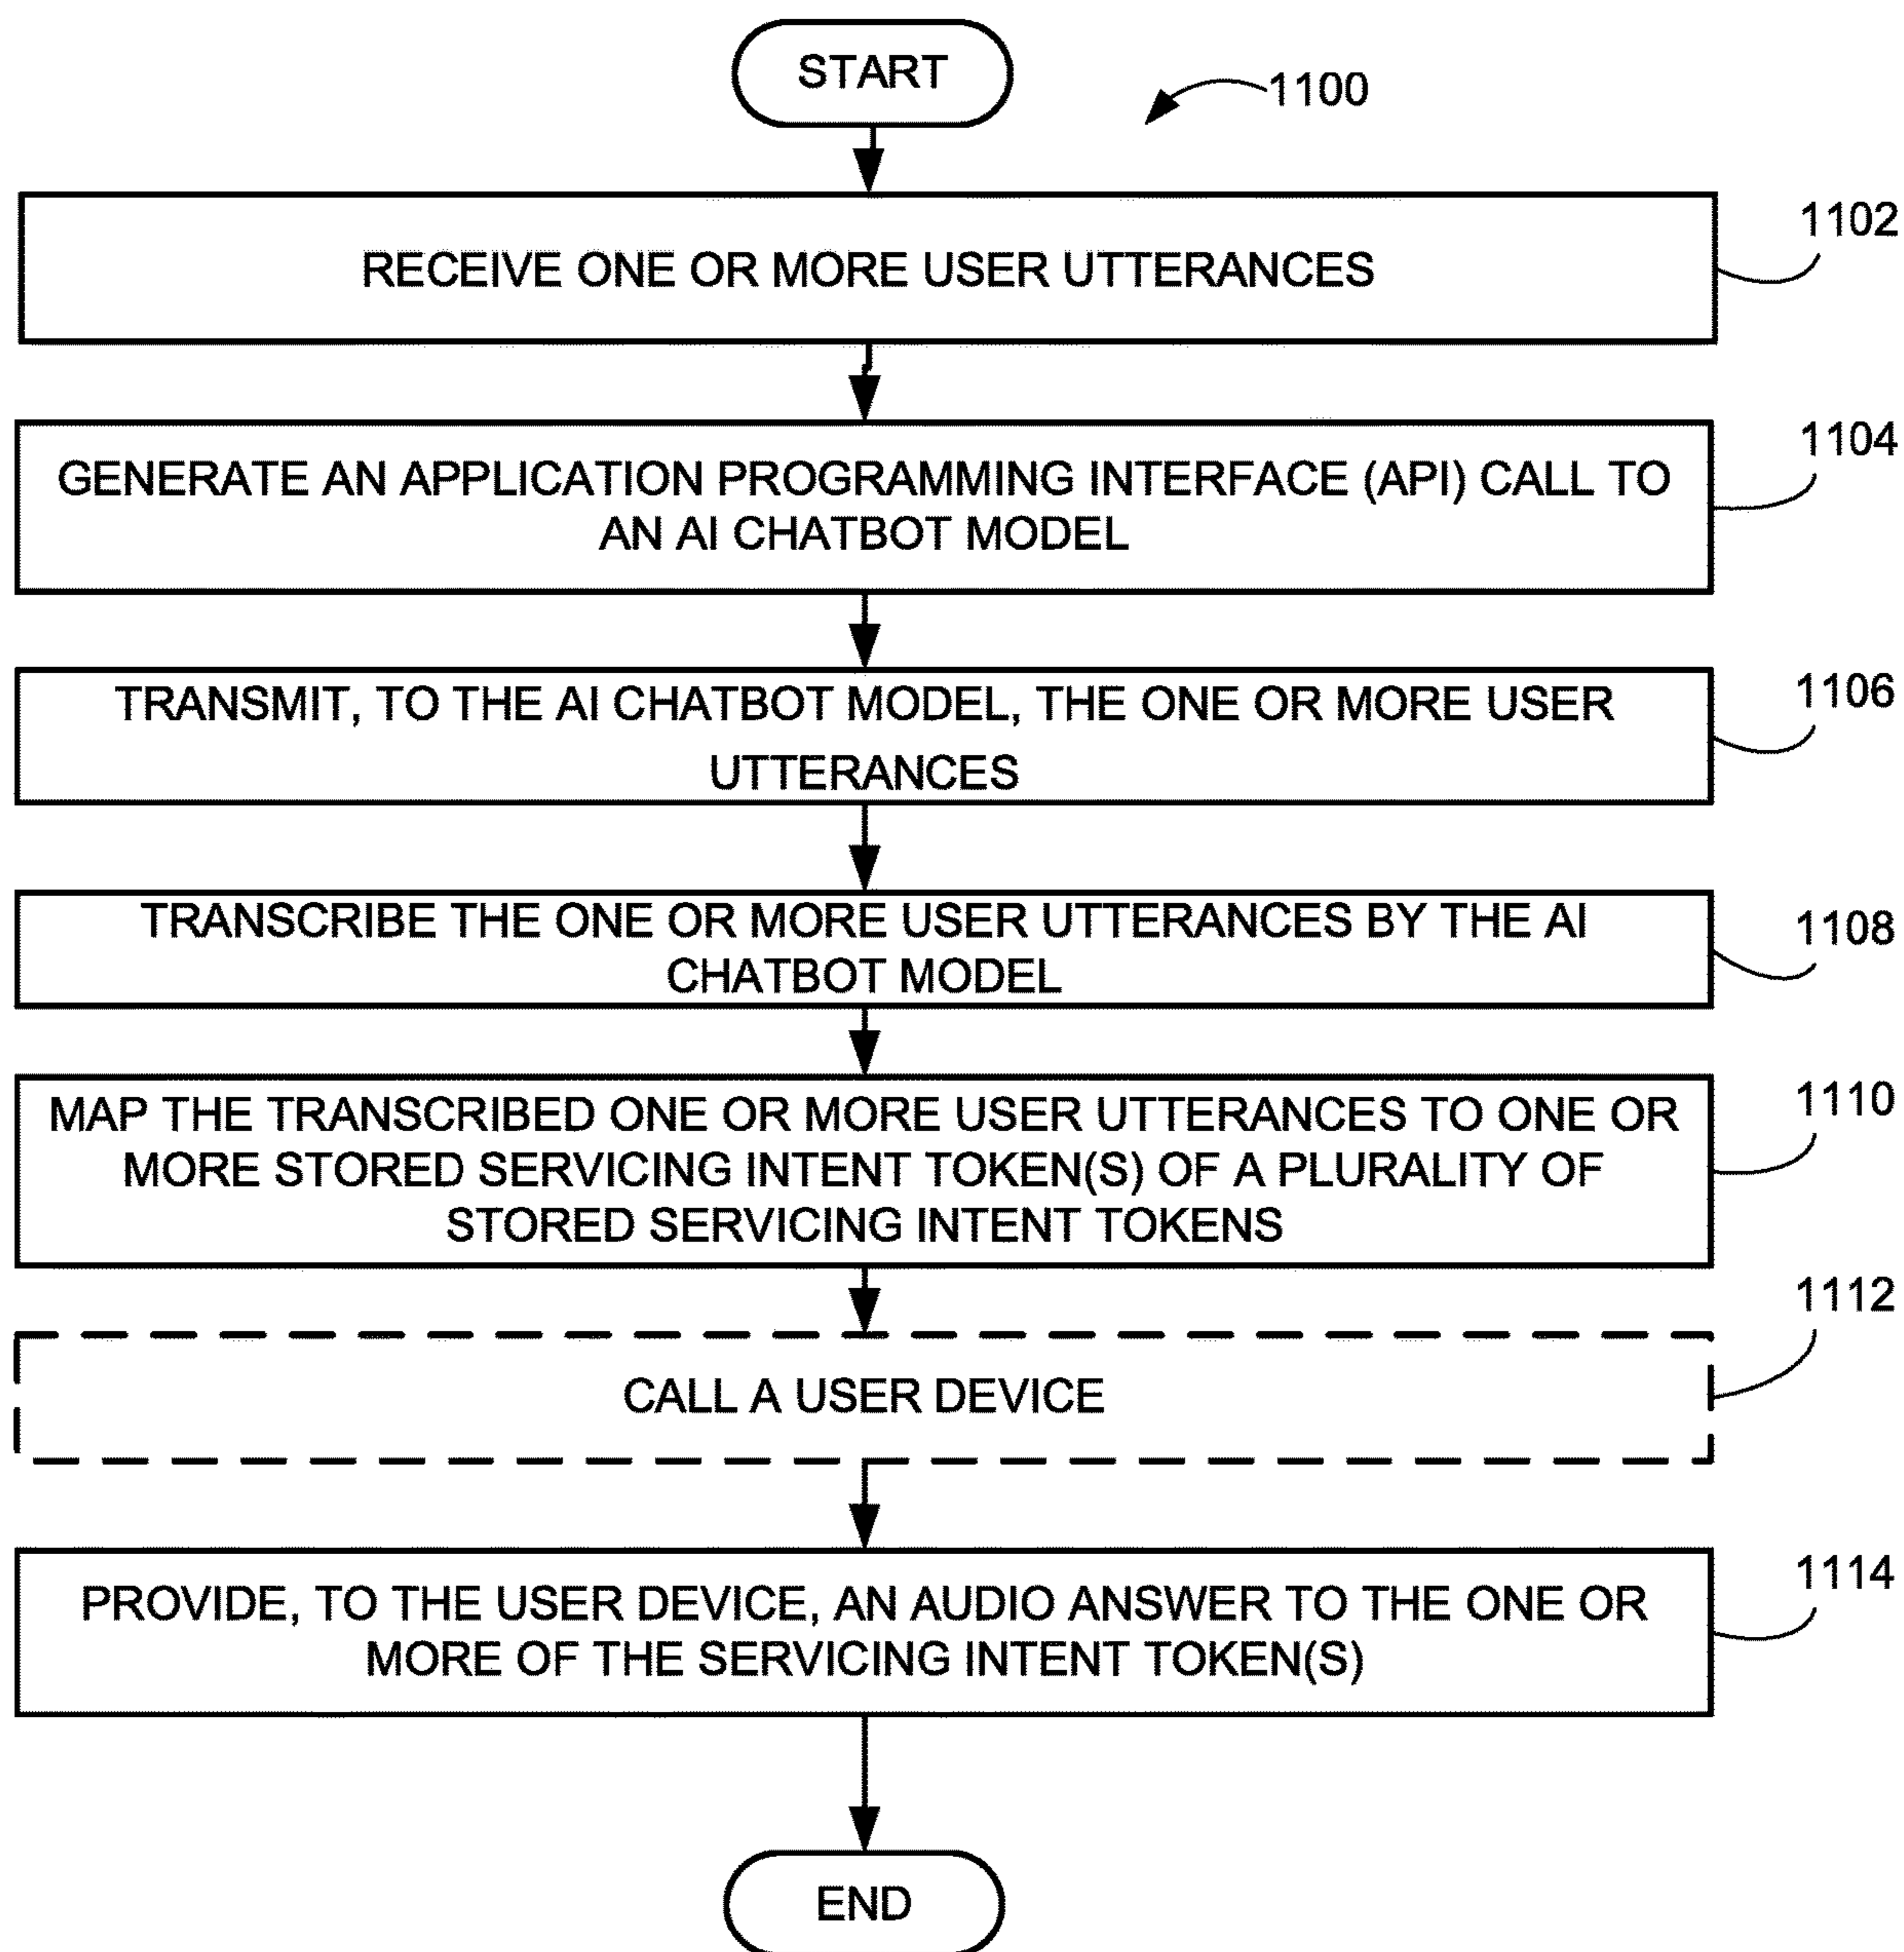 START
1100
RECEIVE ONE OR MORE USER UTTERANCES
1102
GENERATE AN APPLICATION PROGRAMMING INTERFACE (API) CALL TO
AN AI CHATBOT MODEL
1104
TRANSMIT, TO THE AI CHATBOT MODEL, THE ONE OR MORE USER
UTTERANCES
1106
TRANSCRIBE THE ONE OR MORE USER UTTERANCES BY THE AI
CHATBOT MODEL
1108
MAP THE TRANSCRIBED ONE OR MORE USER UTTERANCES TO ONE OR
MORE STORED SERVICING INTENT TOKEN(S) OF A PLURALITY OF
STORED SERVICING INTENT TOKENS
1110
CALL A USER DEVICE
1112
PROVIDE, TO THE USER DEVICE, AN AUDIO ANSWER TO THE ONE OR
MORE OF THE SERVICING INTENT TOKEN(S)
1114
END